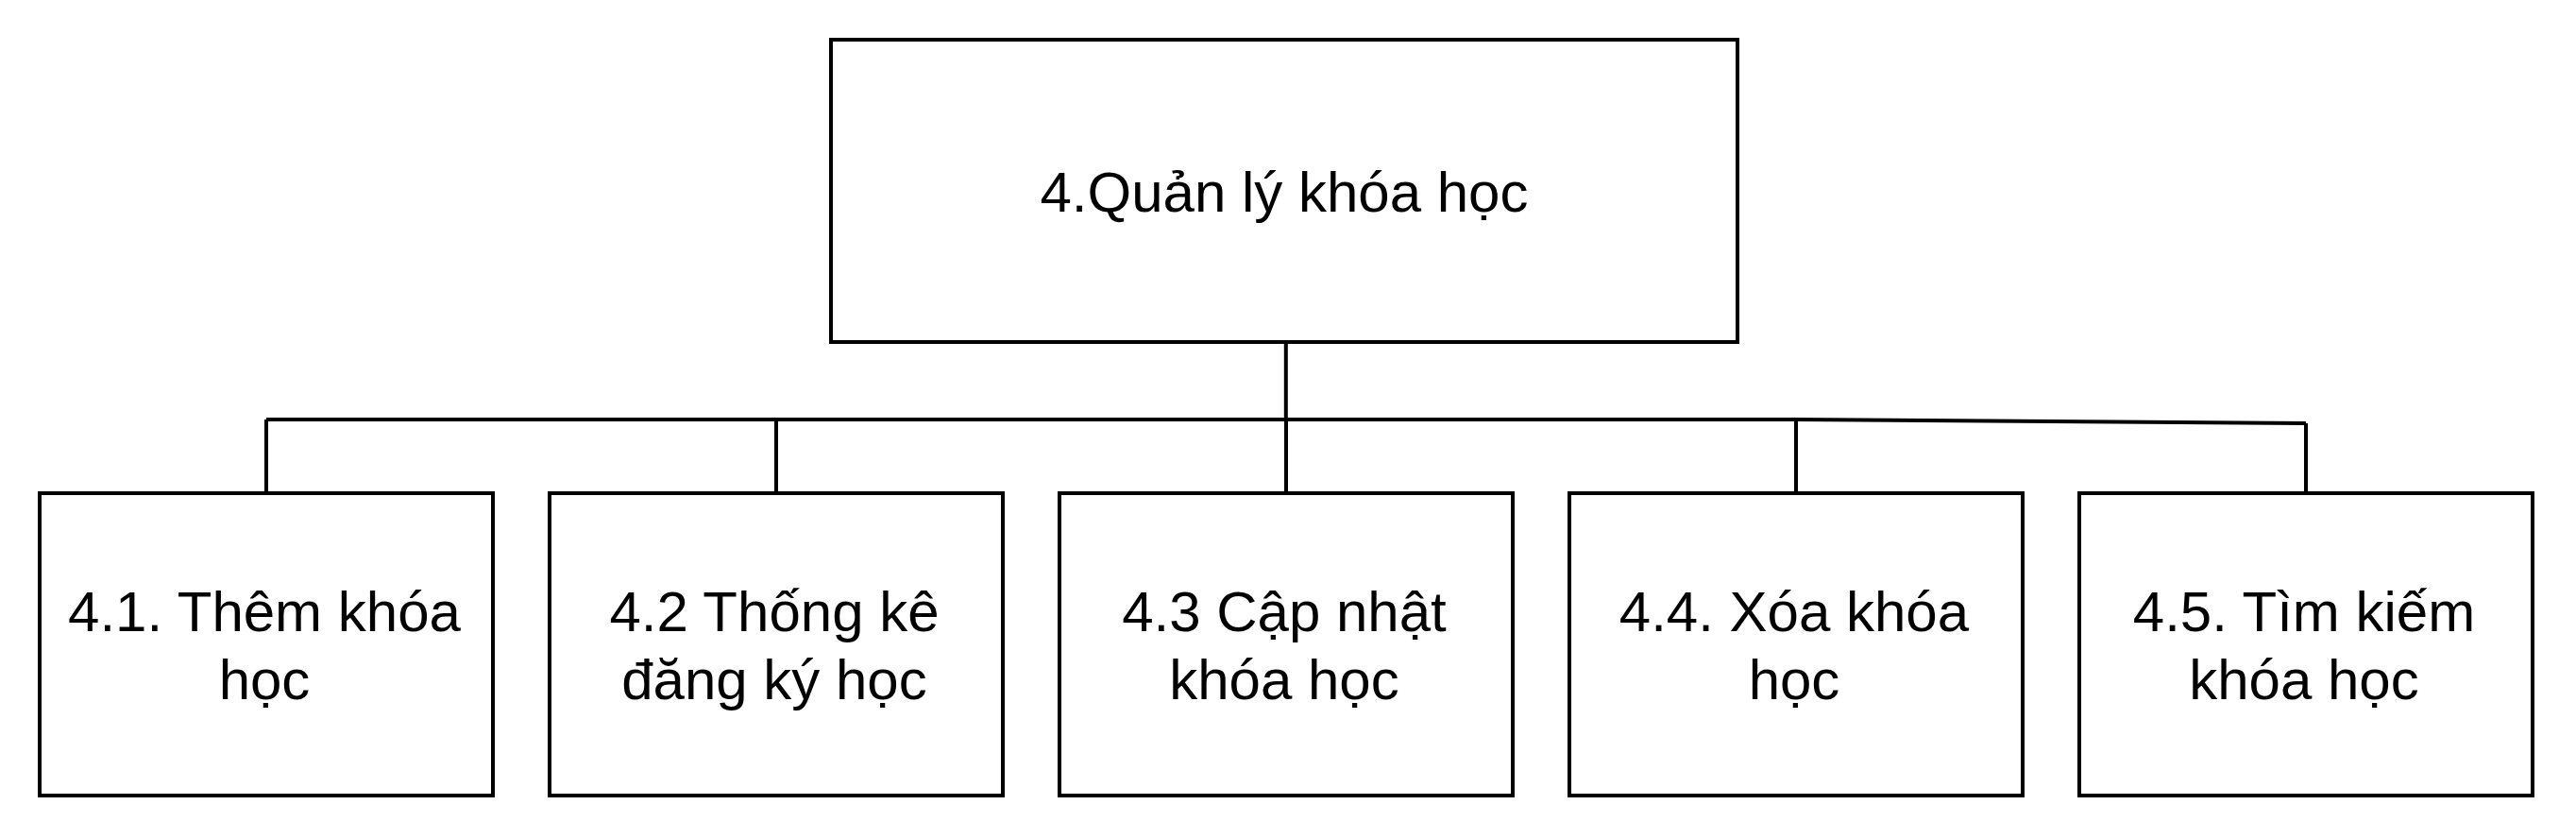 4.Quản lý khóa học
4.1. Thêm khóa
học
4.2 Thống kê
đăng ký học
4.3 Cập nhật
khóa học
4.4. Xóa khóa
học
4.5. Tìm kiếm
khóa học